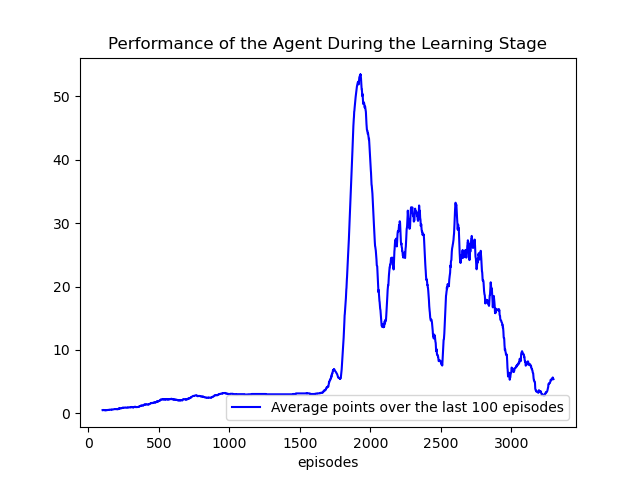 Performance of the Agent During the Learning Stage
50
40
30
20
10
0
Average points over the last 100 episodes
0 500 1000 1500 2000 2500 3000
episodes